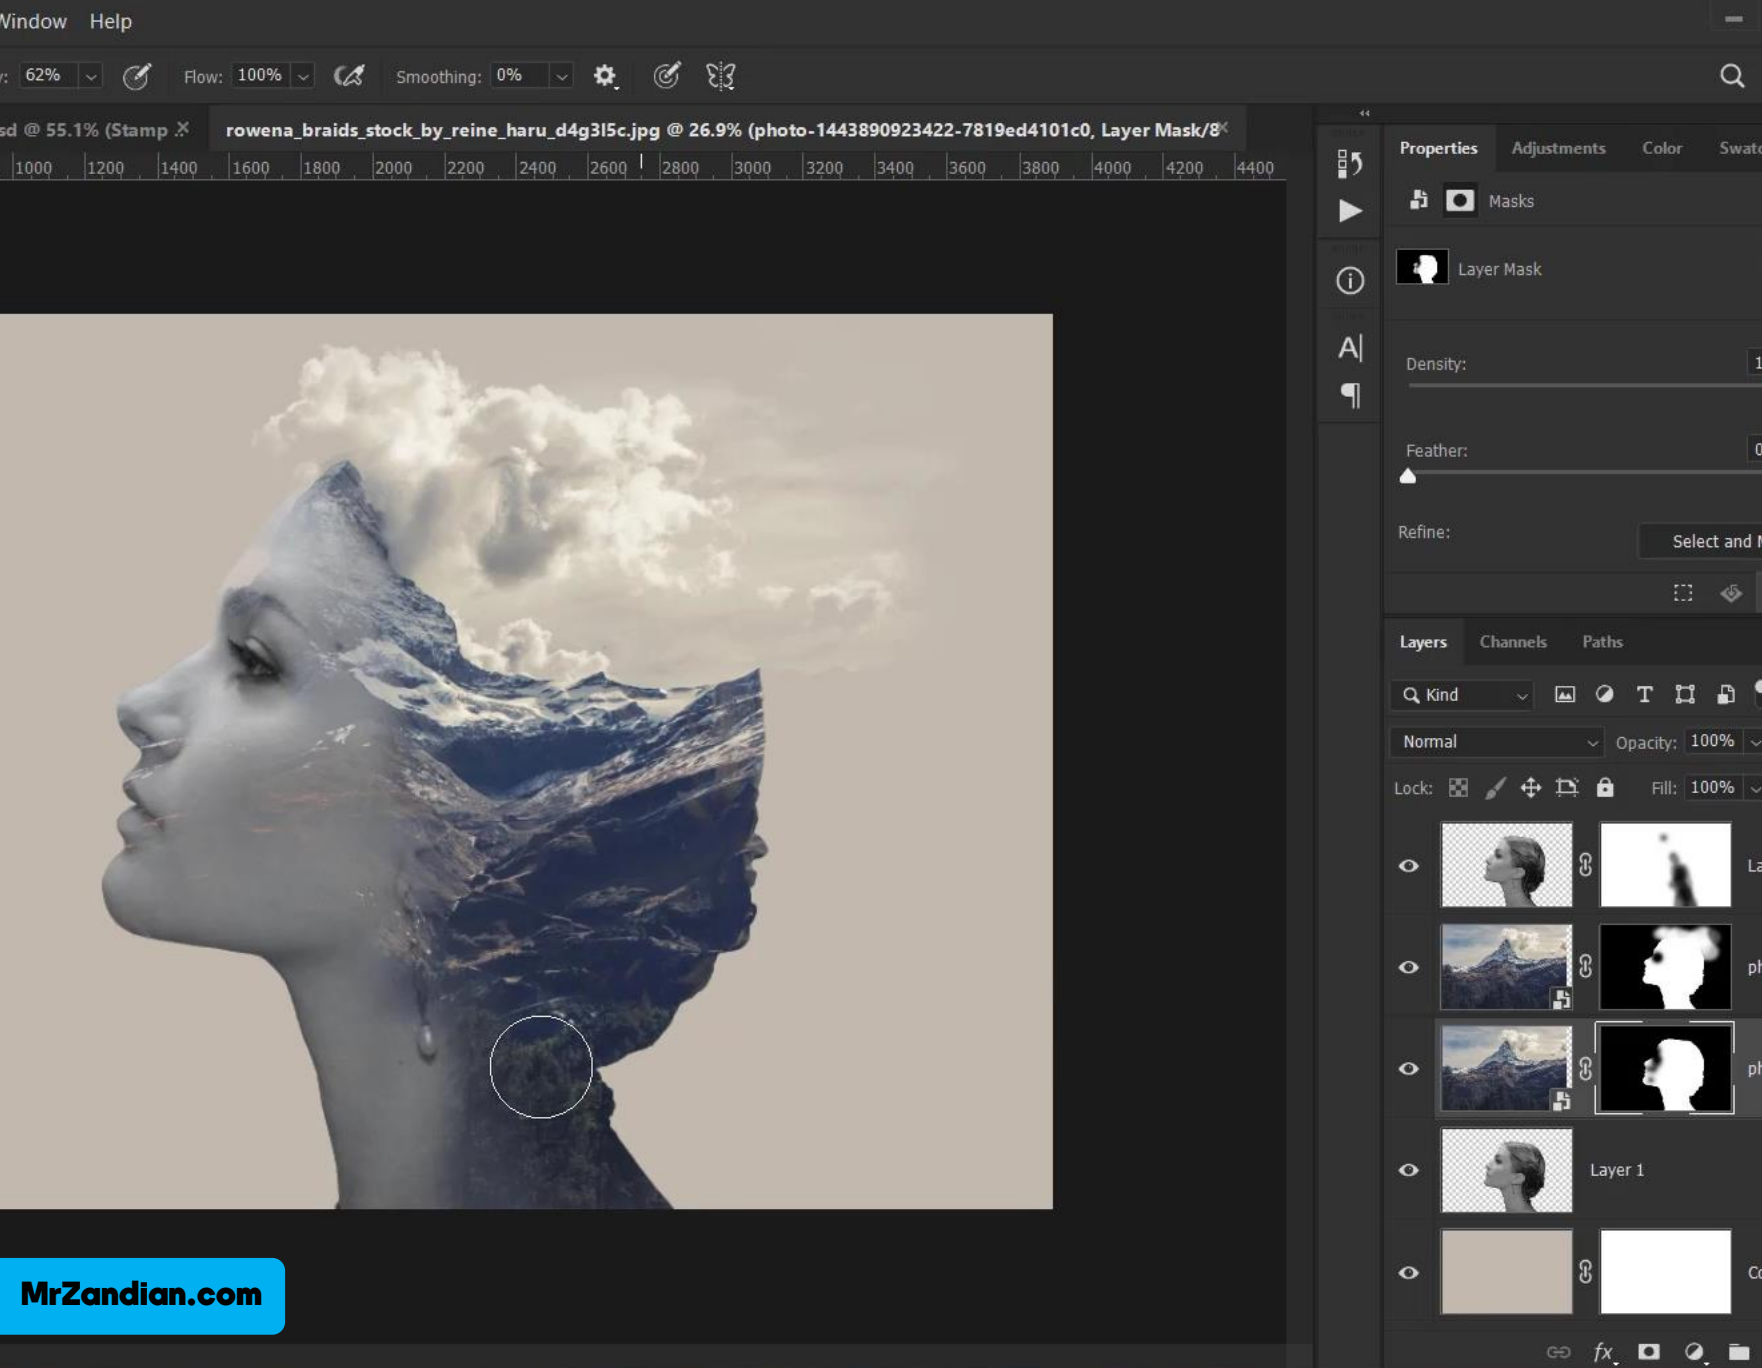 Window Help
62% Flow: 100% Smoothing: 0%
sd @ 55.1% (Stamp ... rowena_braids_stock_by_reine_haru_d4g3l5c.jpg @ 26.9% (photo-1443890923422-7819ed4101c0, Layer Mask/8
1000 1200 1400 1600 1800 2000 2200 2400 2600 2800 3000 3200 3400 3600 3800 4000 4200 4400
Properties Adjustments Color
Masks
Layer Mask
Density:
Feather:
Refine: Select and
Layers Channels Paths
Kind
Normal Opacity: 100%
Lock: Fill: 100%
Layer 1
fx
MrZandian.com